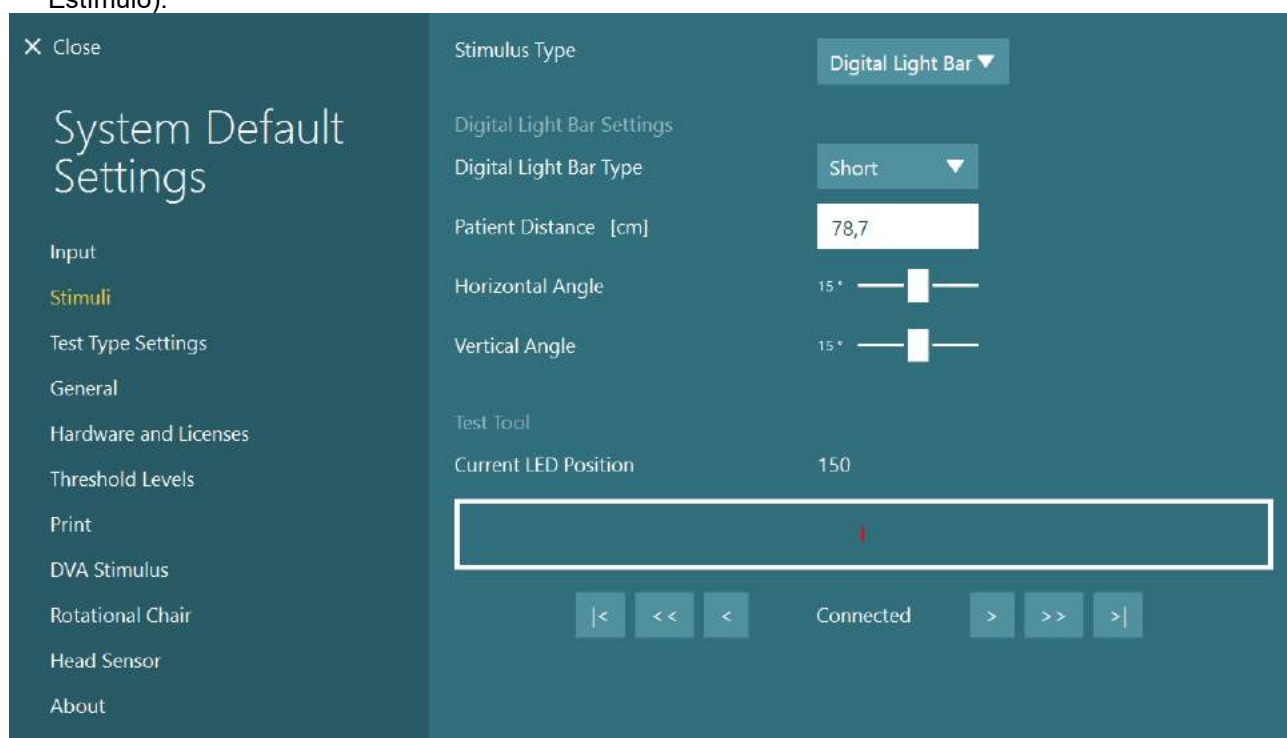 Estímulo).
× Close
System Default
Settings
Input
Stimuli
Test Type Settings
General
Hardware and Licenses
Threshold Levels
Print
DVA Stimulus
Rotational Chair
Head Sensor
About
Stimulus Type
Digital Light Bar ▼
Digital Light Bar Settings
Digital Light Bar Type
Short ▼
Patient Distance [cm]
78,7
Horizontal Angle
15°
Vertical Angle
15°
Test Tool
Current LED Position
150
|< << < Connected > >> >|